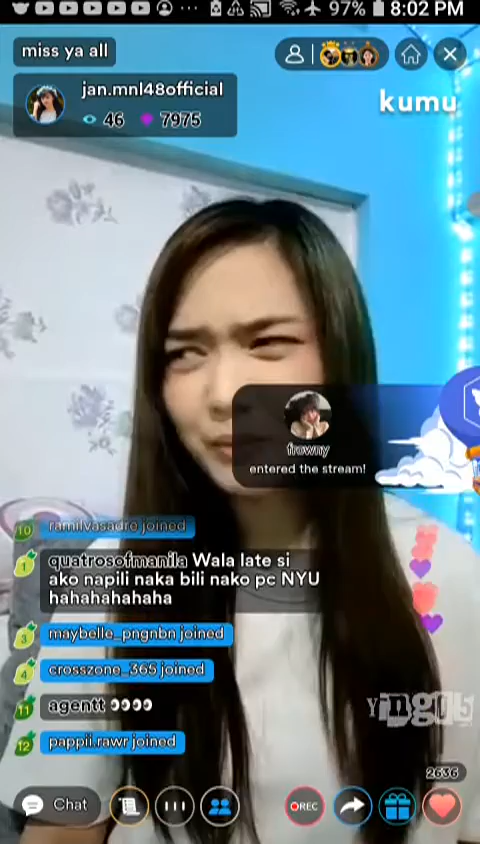 97% 8:02 PM
miss ya all
jan.mnl48official
46 7975
kumu
frowny
entered the stream!
10 ramilvasadre joined
1 quatrosofmanila Wala late si
ako napili naka bili nako pc NYU
hahahahahaha
3 maybelle_pngnbn joined
4 crosszone_365 joined
11 agentt 👀👀
12 pappii.rawr joined
Yingo5
2636
Chat
REC